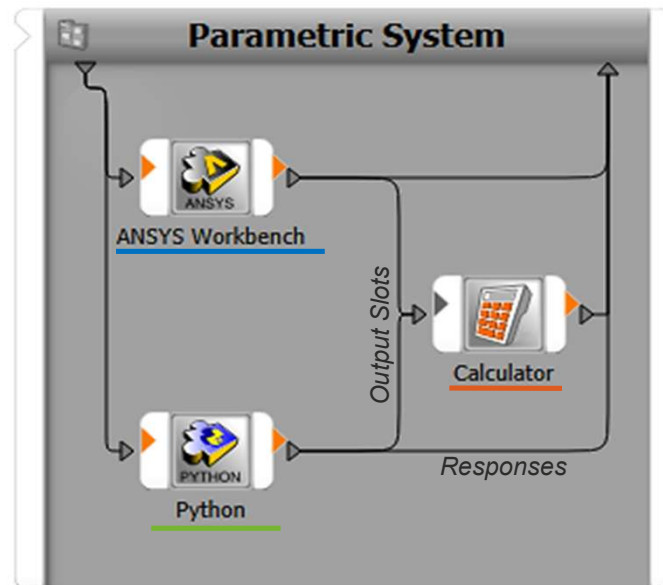 Parametric System
ANSYS
ANSYS Workbench
Output Slots
Calculator
Responses
PYTHON
Python